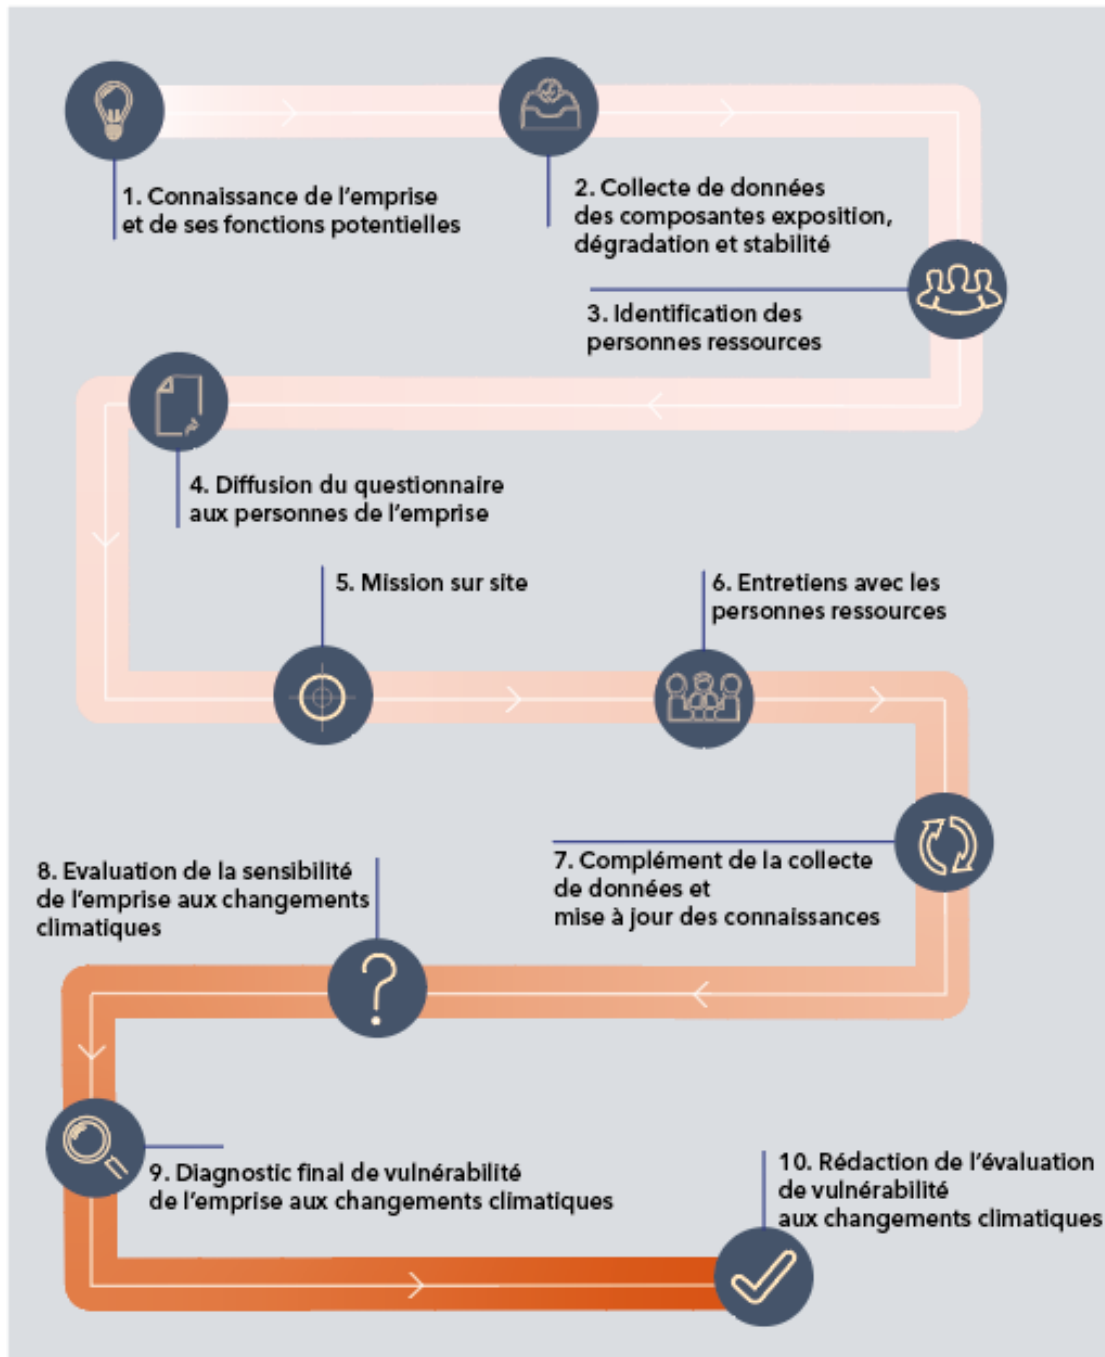 1. Connaissance de l'emprise
et de ses fonctions potentielles
2. Collecte de données
des composantes exposition,
dégradation et stabilité
3. Identification des
personnes ressources
4. Diffusion du questionnaire
aux personnes de l'emprise
5. Mission sur site
6. Entretiens avec les
personnes ressources
7. Complément de la collecte
de données et
mise à jour des connaissances
8. Evaluation de la sensibilité
de l'emprise aux changements
climatiques
9. Diagnostic final de vulnérabilité
de l'emprise aux changements climatiques
10. Rédaction de l'évaluation
de vulnérabilité
aux changements climatiques